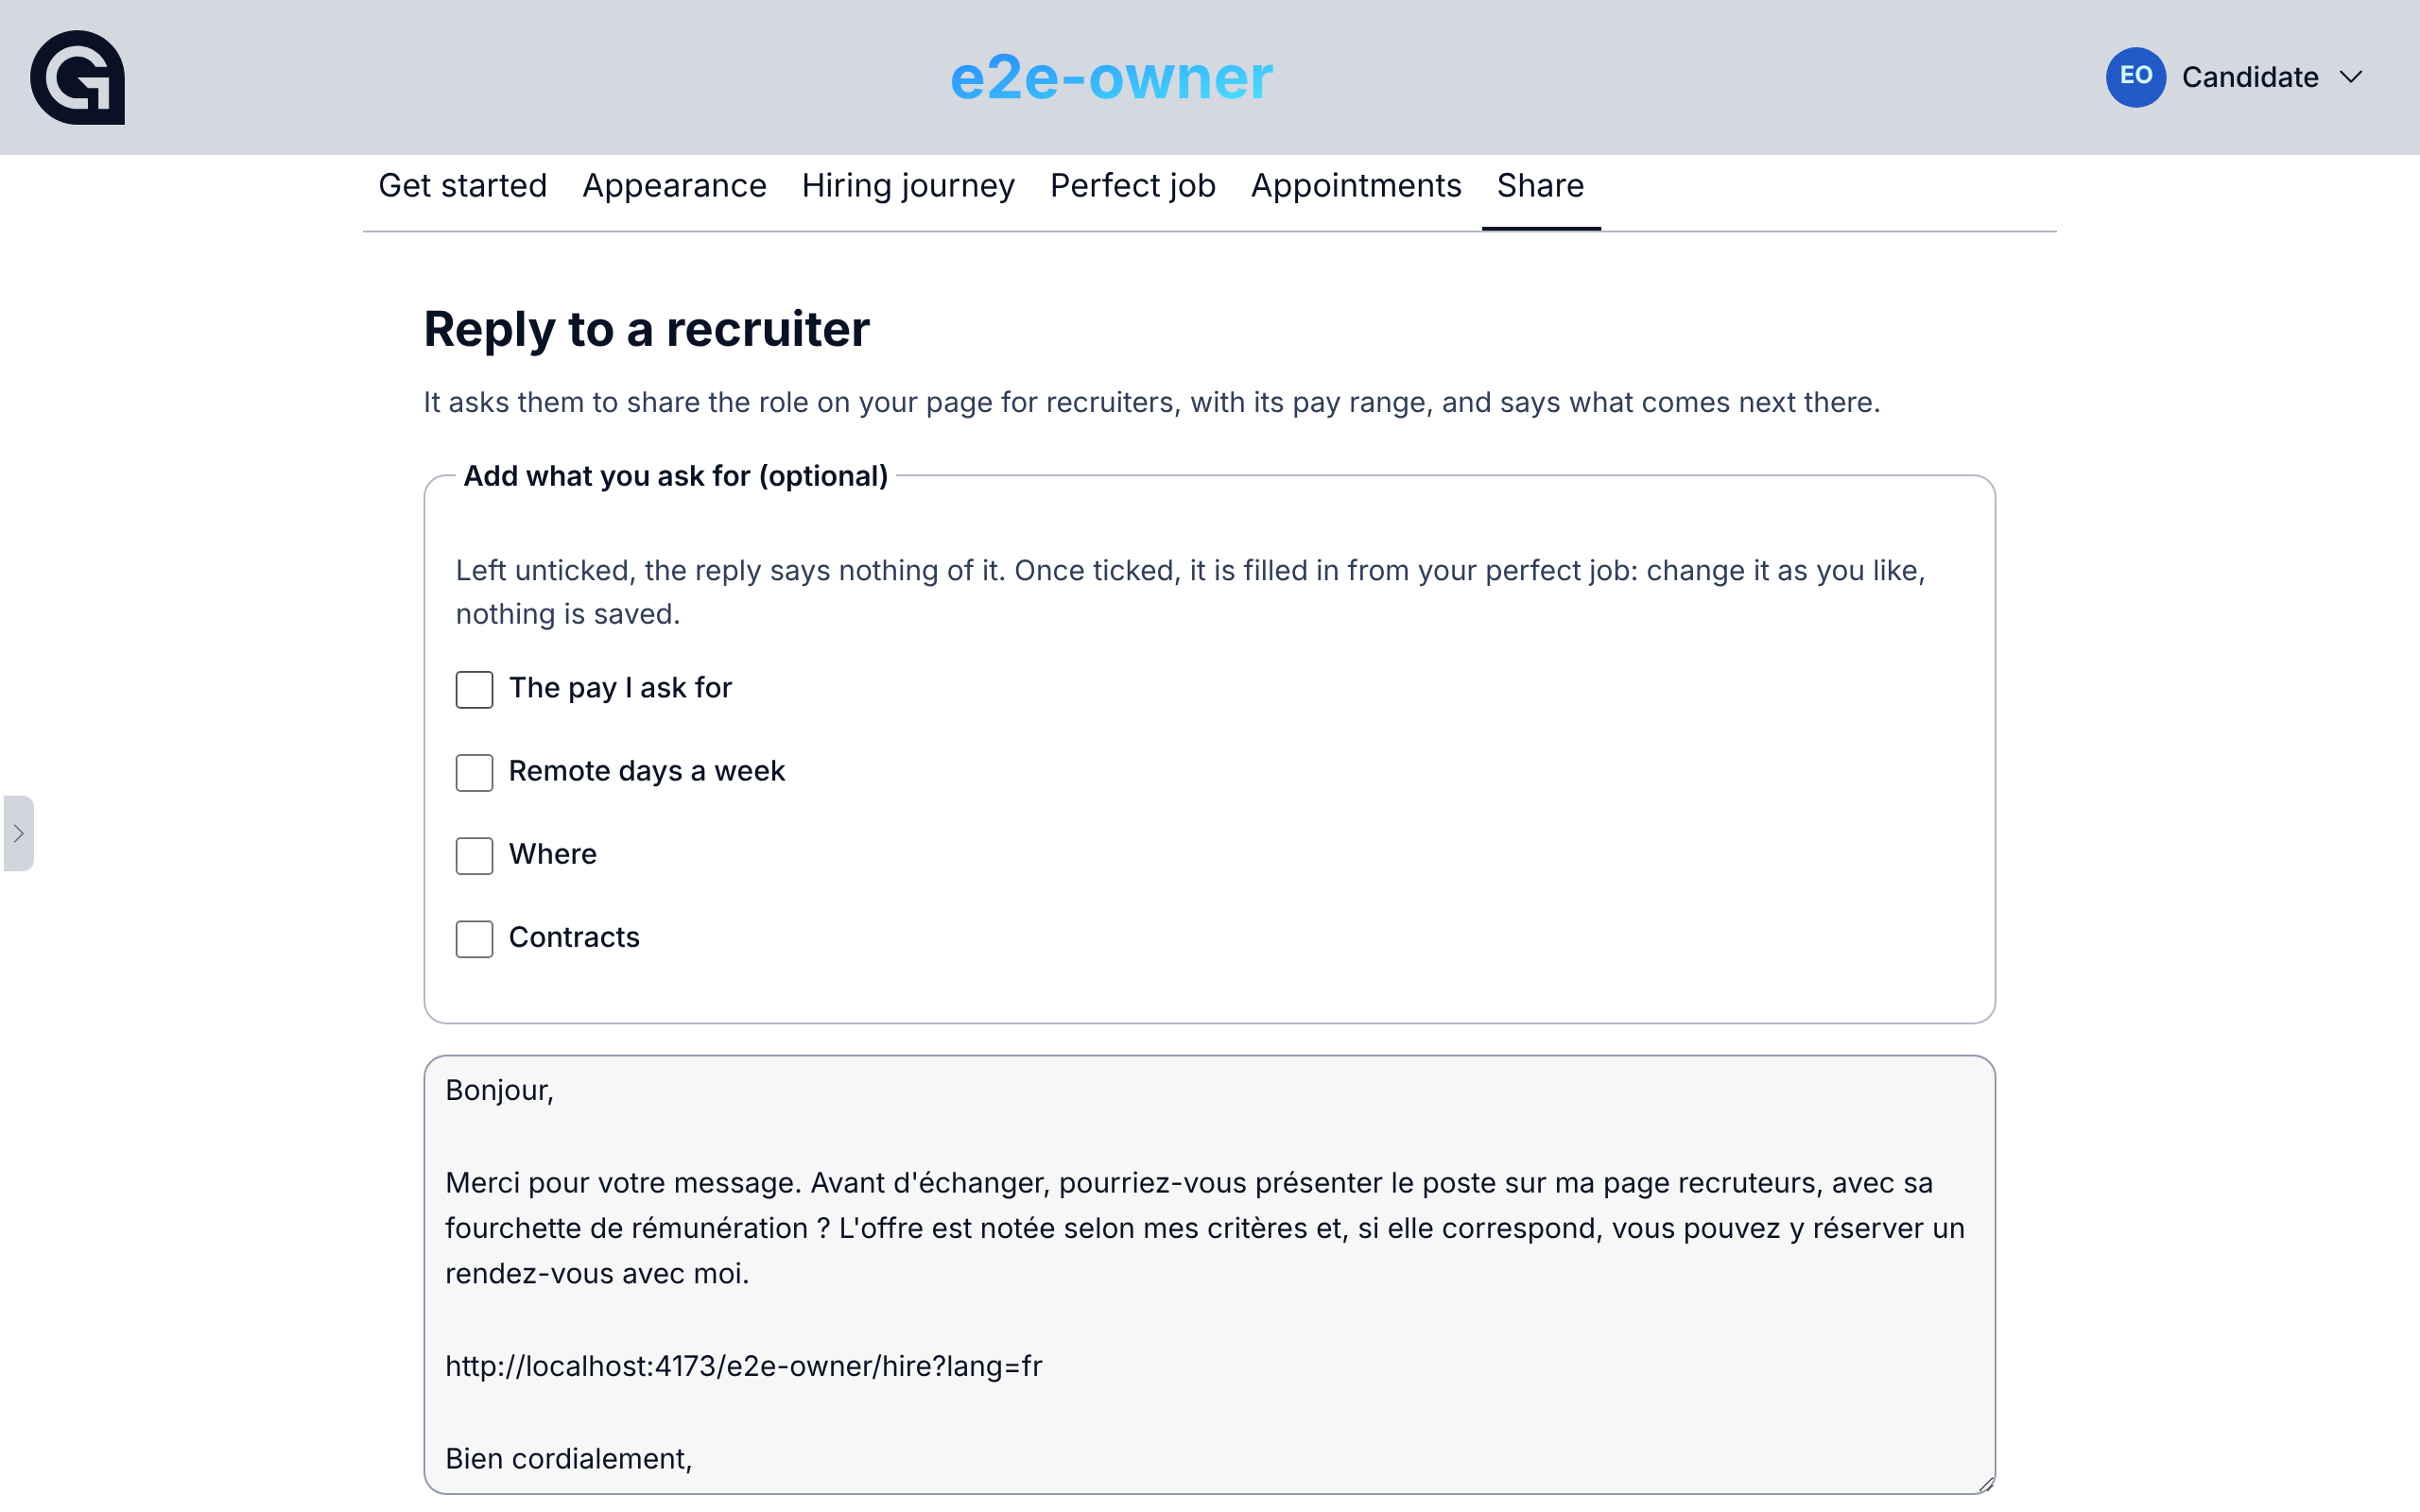 e2e-owner
EO Candidate
Get started Appearance Hiring journey Perfect job Appointments Share
Reply to a recruiter
It asks them to share the role on your page for recruiters, with its pay range, and says what comes next there.
Add what you ask for (optional)
Left unticked, the reply says nothing of it. Once ticked, it is filled in from your perfect job: change it as you like,
nothing is saved.
The pay I ask for
Remote days a week
Where
Contracts
Bonjour,
Merci pour votre message. Avant d'échanger, pourriez-vous présenter le poste sur ma page recruteurs, avec sa
fourchette de rémunération ? L'offre est notée selon mes critères et, si elle correspond, vous pouvez y réserver un
rendez-vous avec moi.
http://localhost:4173/e2e-owner/hire?lang=fr
Bien cordialement,